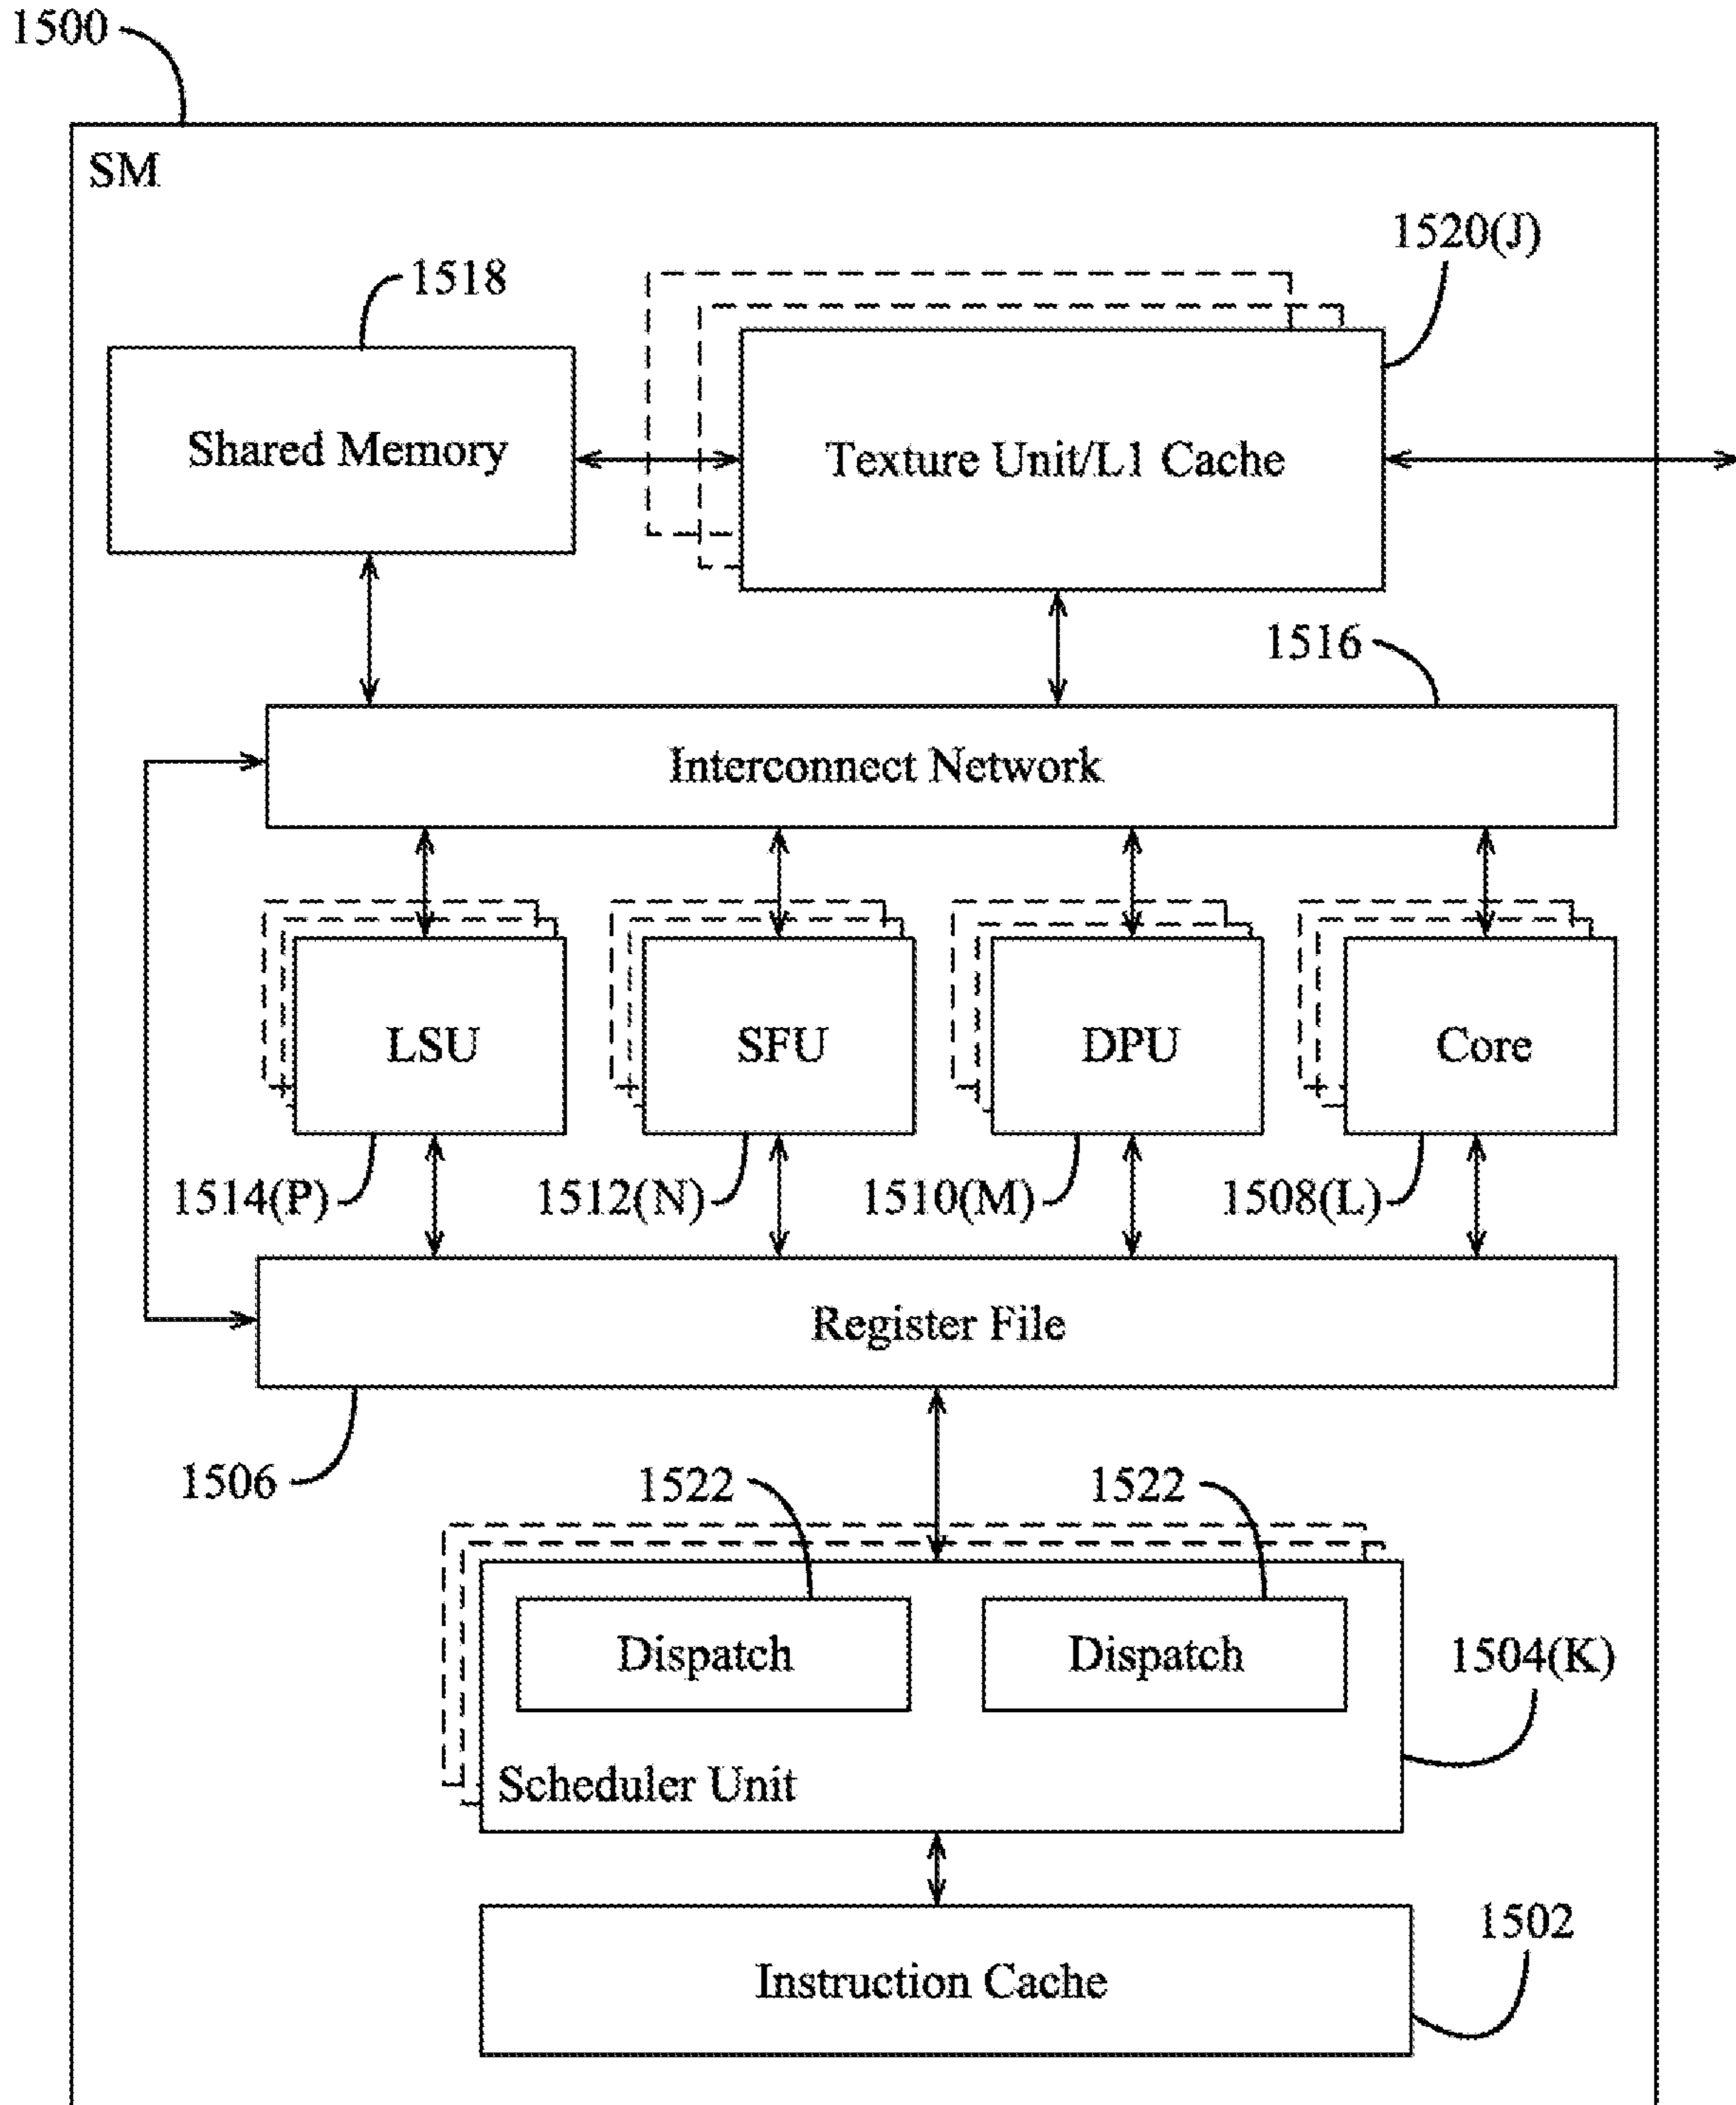 1500
SM
1520(J)
1518
Shared Memory
Texture Unit/L1 Cache
1516
Interconnect Network
LSU
SFU
DPU
Core
1514(P)
1512(N)
1510(M)
1508(L)
Register File
1506
1522
1522
Dispatch
Dispatch
1504(K)
Scheduler Unit
1502
Instruction Cache